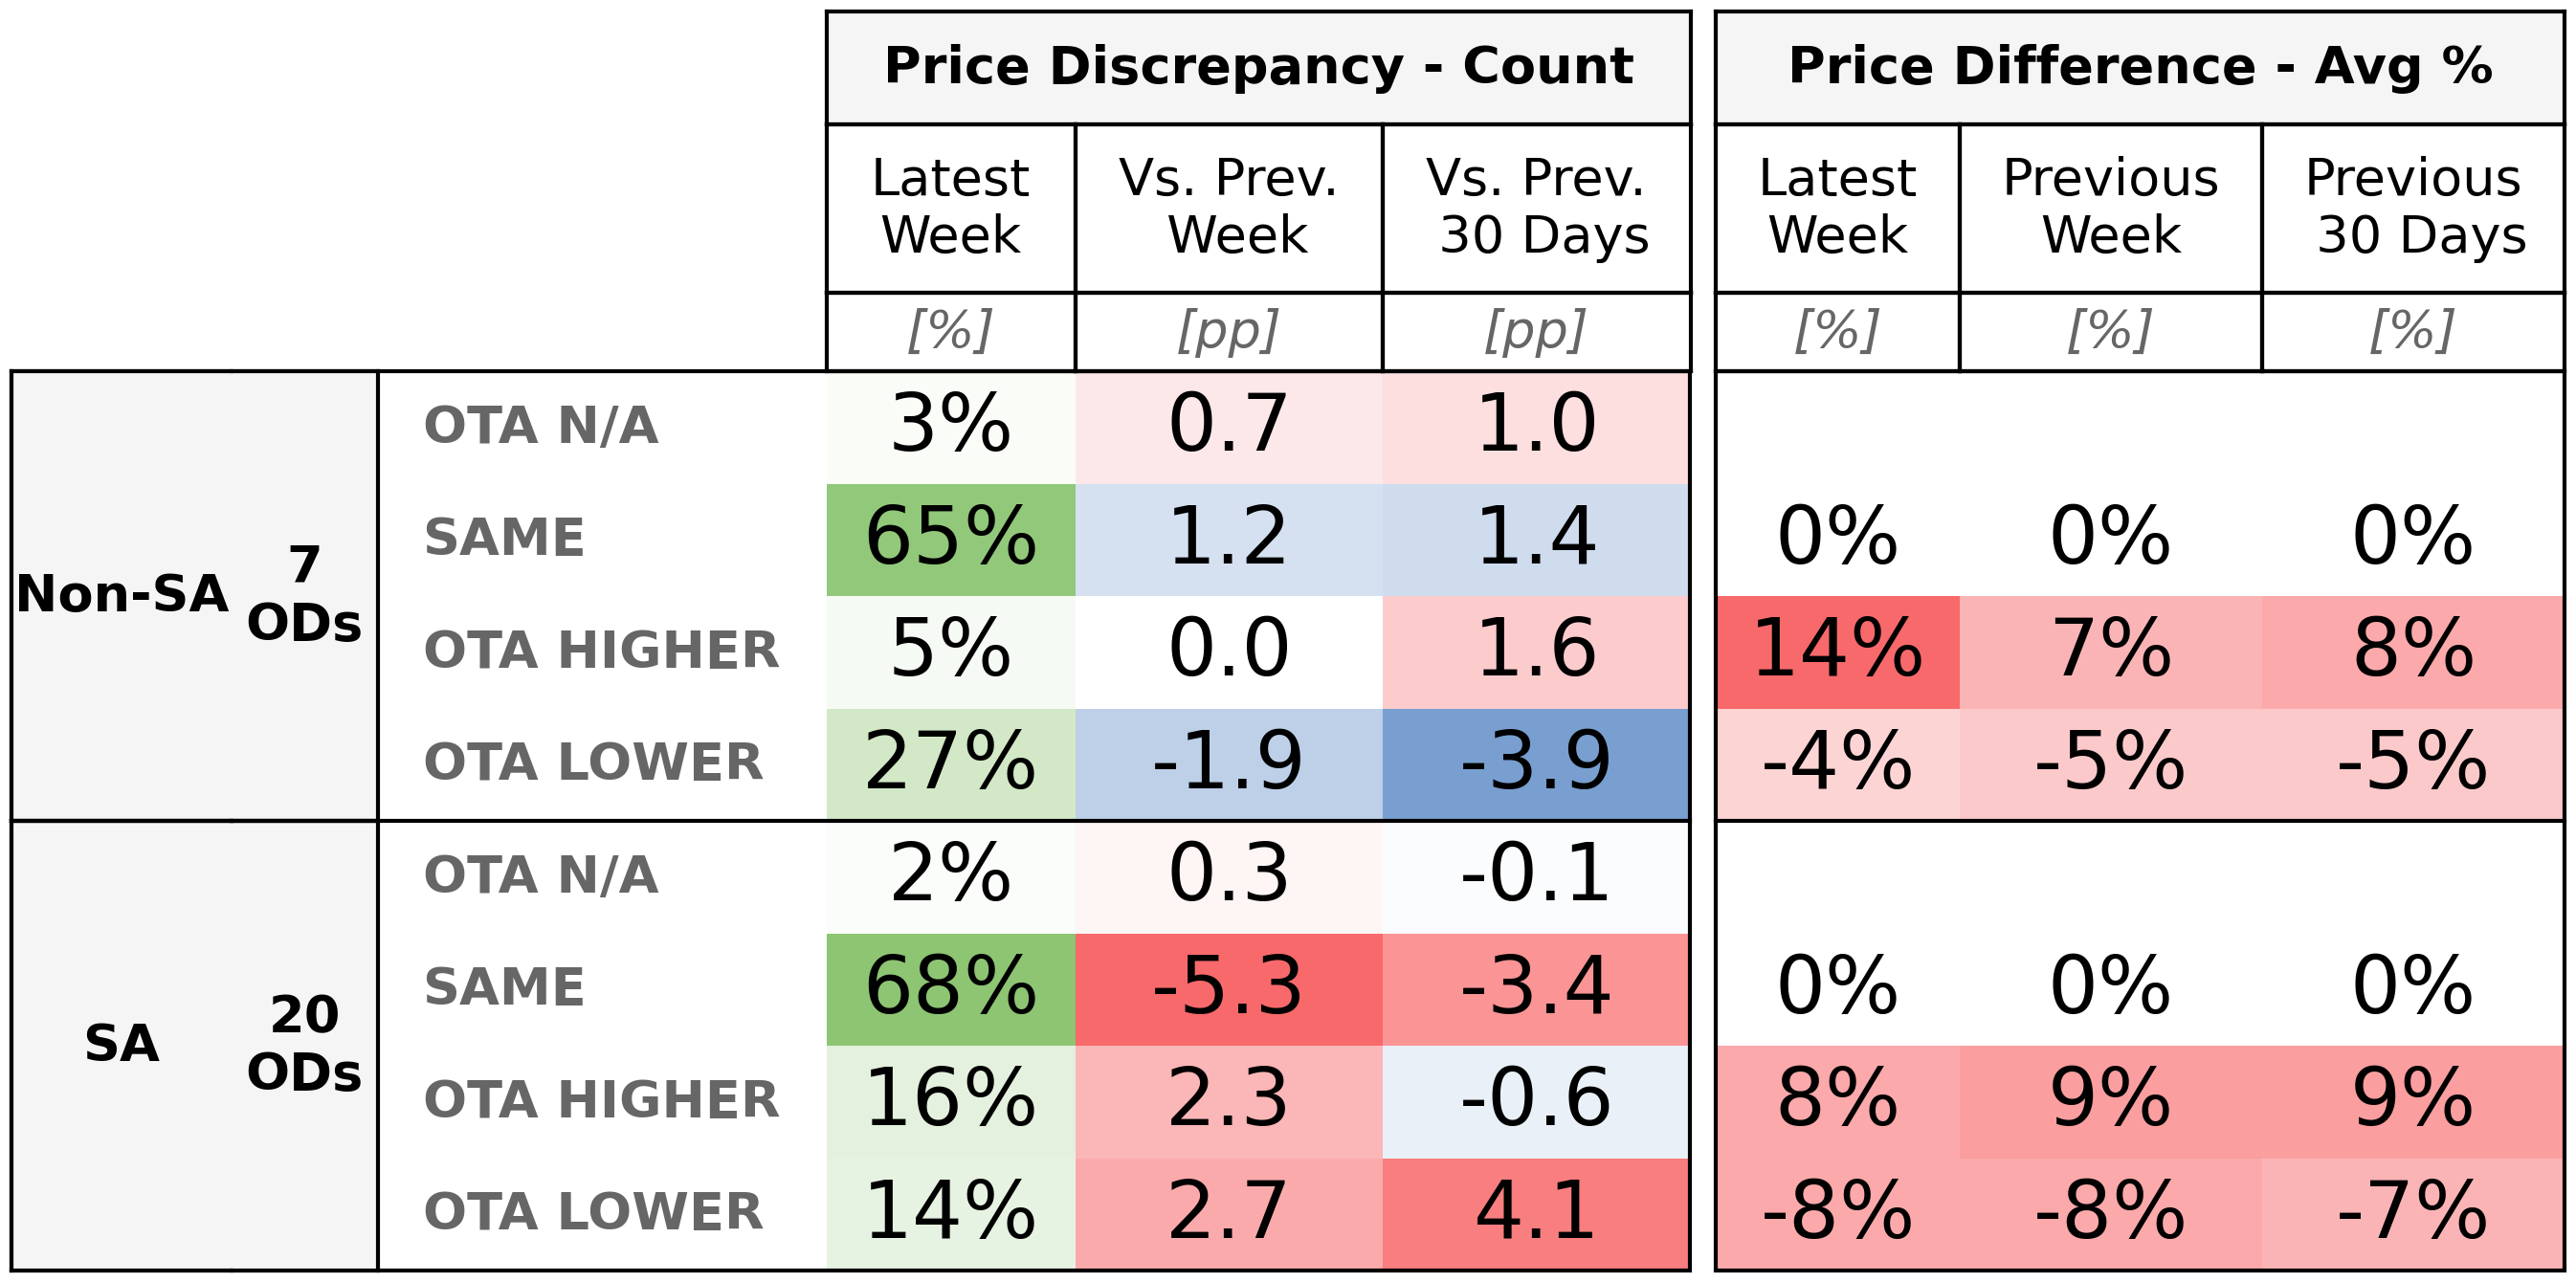 Price Discrepancy - Count Price Difference - Avg %
Latest Week Vs. Prev. Week Vs. Prev. 30 Days Latest Week Previous Week Previous 30 Days
[%] [pp] [pp] [%] [%] [%]
Non-SA 7 ODs
OTA N/A 3% 0.7 1.0
SAME 65% 1.2 1.4 0% 0% 0%
OTA HIGHER 5% 0.0 1.6 14% 7% 8%
OTA LOWER 27% -1.9 -3.9 -4% -5% -5%
SA 20 ODs
OTA N/A 2% 0.3 -0.1
SAME 68% -5.3 -3.4 0% 0% 0%
OTA HIGHER 16% 2.3 -0.6 8% 9% 9%
OTA LOWER 14% 2.7 4.1 -8% -8% -7%